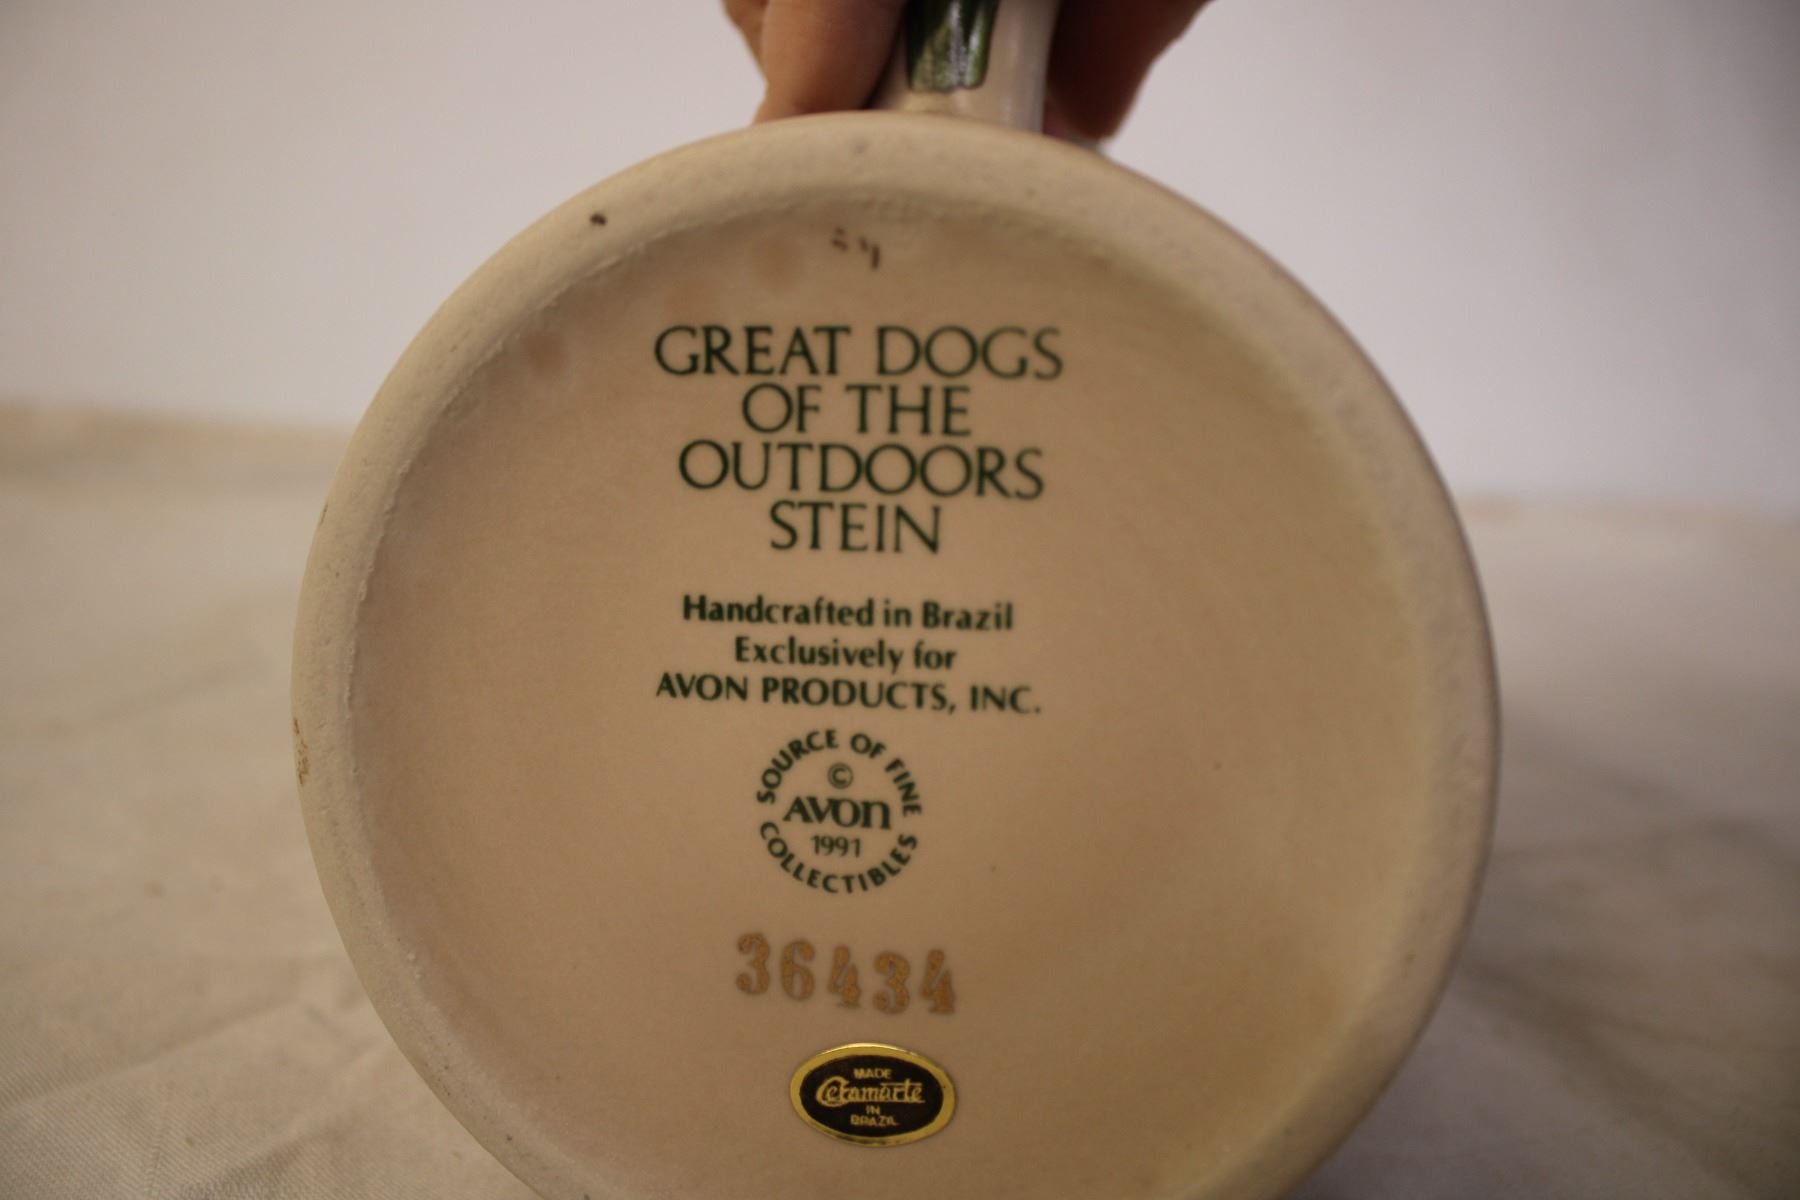 GREAT DOGS
OF THE
OUTDOORS
STEIN
Handcrafted in Brazil
Exclusively for
AVON PRODUCTS, INC.
SOURCE OF FINE
©
AVON
1991
COLLECTIBLES
36434
MADE
Ceramarte
IN
BRAZIL